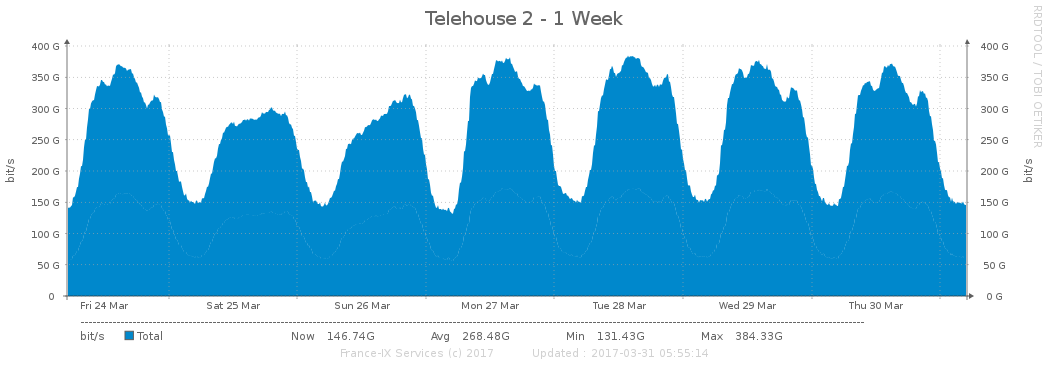 Telehouse 2 - 1 Week
RRDTOOL / TOBI OETIKER
bit/s
400 G
350 G
300 G
250 G
200 G
150 G
100 G
50 G
0
400 G
350 G
300 G
250 G
200 G
150 G
100 G
50 G
0 G
bit/s
Fri 24 Mar Sat 25 Mar Sun 26 Mar Mon 27 Mar Tue 28 Mar Wed 29 Mar Thu 30 Mar
bit/s Total Now 146.74G Avg 268.48G Min 131.43G Max 384.33G
France-IX Services (c) 2017 Updated : 2017-03-31 05:55:14